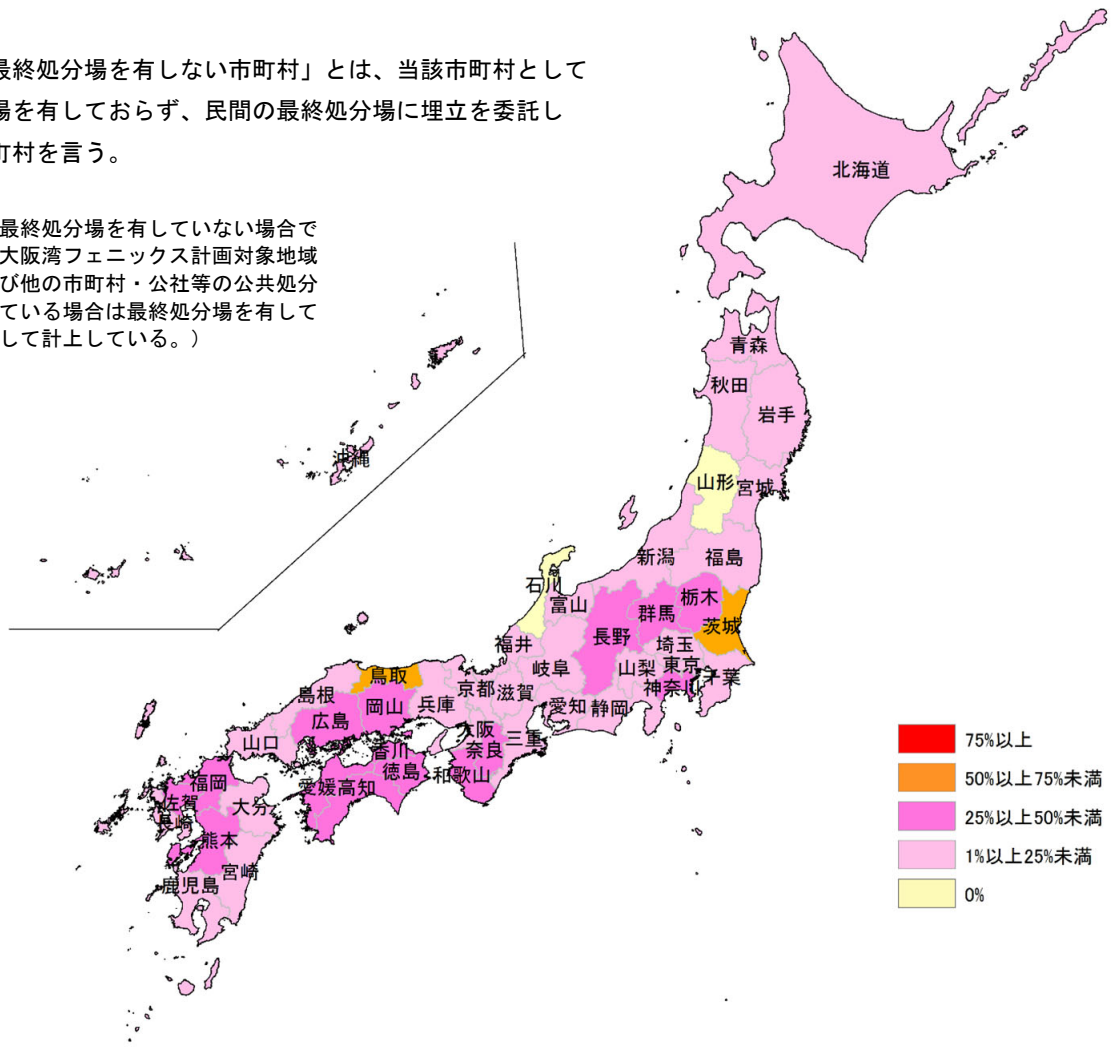 最終処分場を有しない市町村」とは、当該市町村として
場を有しておらず、民間の最終処分場に埋立を委託し
町村を言う。
最終処分場を有していない場合で
大阪湾フェニックス計画対象地域
び他の市町村・公社等の公共処分
ている場合は最終処分場を有して
して計上している。）
北海道
青森
秋田
岩手
山形
宮城
新潟
福島
石川
富山
群馬
栃木
長野
茨城
福井
埼玉
岐阜
山梨
東京
千葉
神奈川
鳥取
京都
滋賀
愛知
静岡
島根
岡山
兵庫
広島
大阪
三重
山口
奈良
香川
徳島
和歌山
愛媛
高知
福岡
佐賀
大分
長崎
熊本
宮崎
鹿児島
沖縄
75%以上
50%以上75%未満
25%以上50%未満
1%以上25%未満
0%